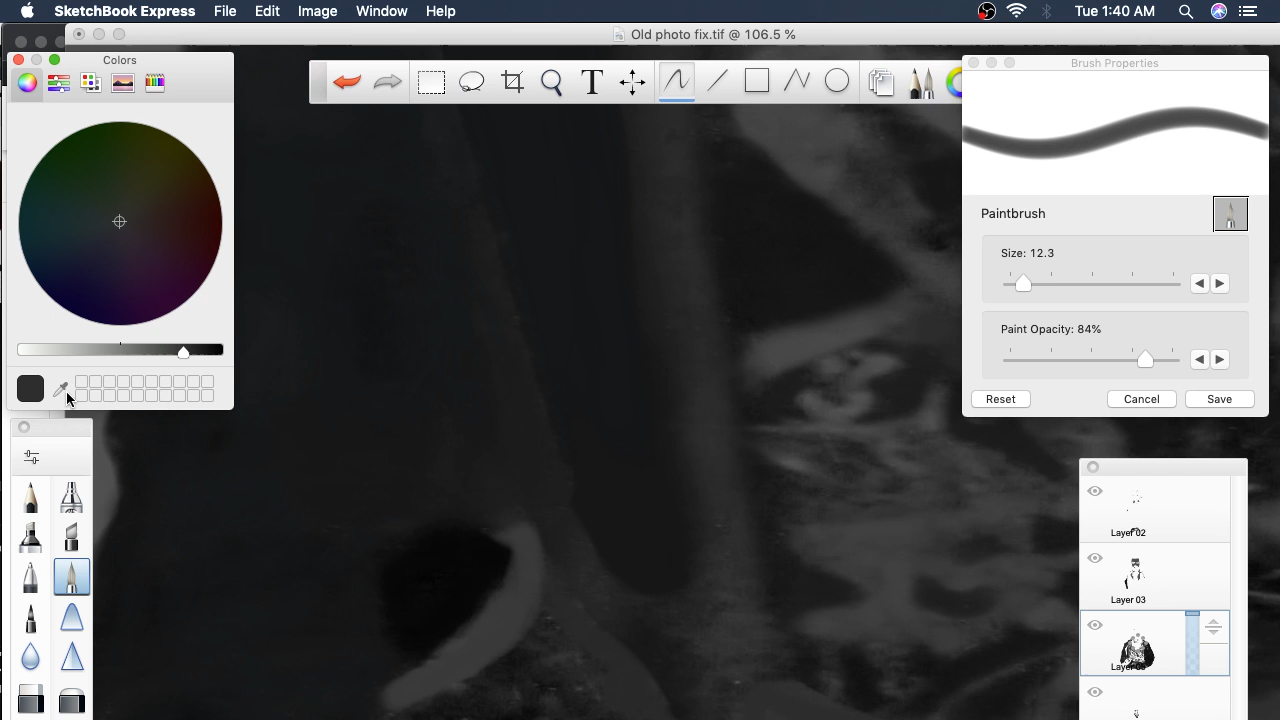 SketchBook Express File Edit Image Window Help Tue 1:40 AM
Old photo fix.tif @ 106.5 %
Colors
Brush Properties
T
Paintbrush
Size: 12.3
Paint Opacity: 84%
Reset Cancel Save
Layer 02
Layer 03